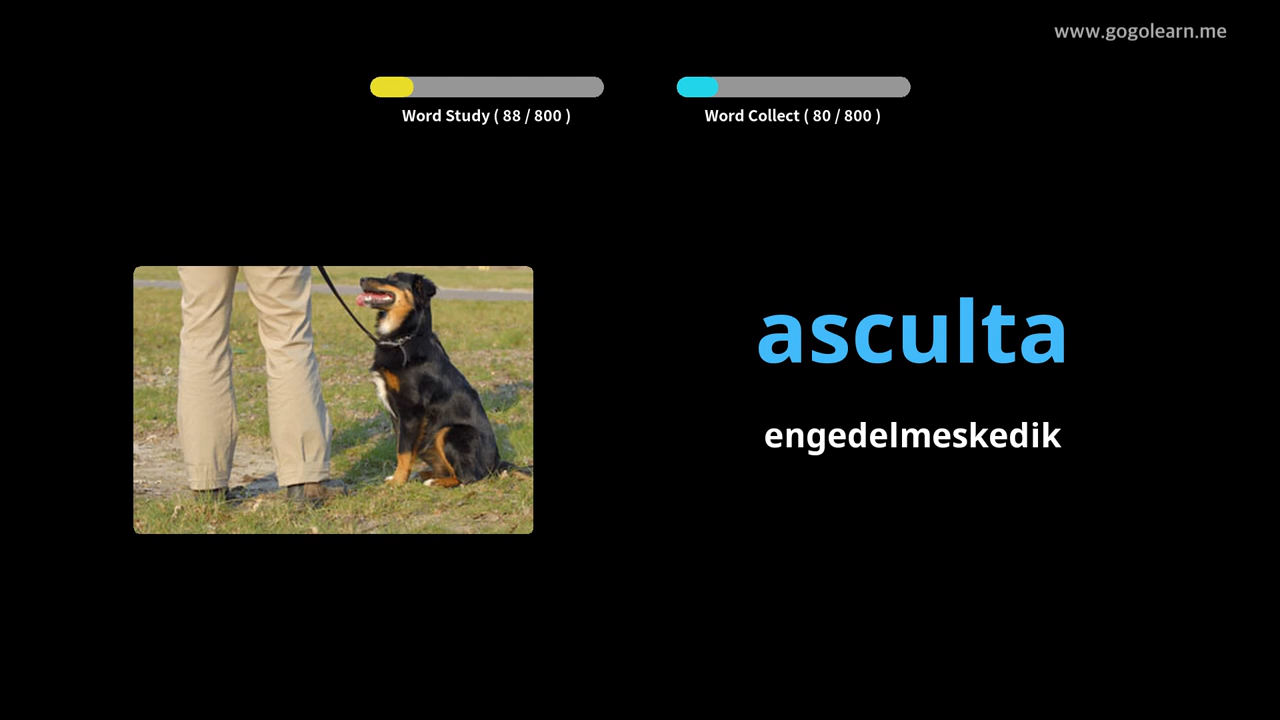 www.gogolearn.me
Word Study ( 88 / 800 )
Word Collect ( 80 / 800 )
asculta
engedelmeskedik